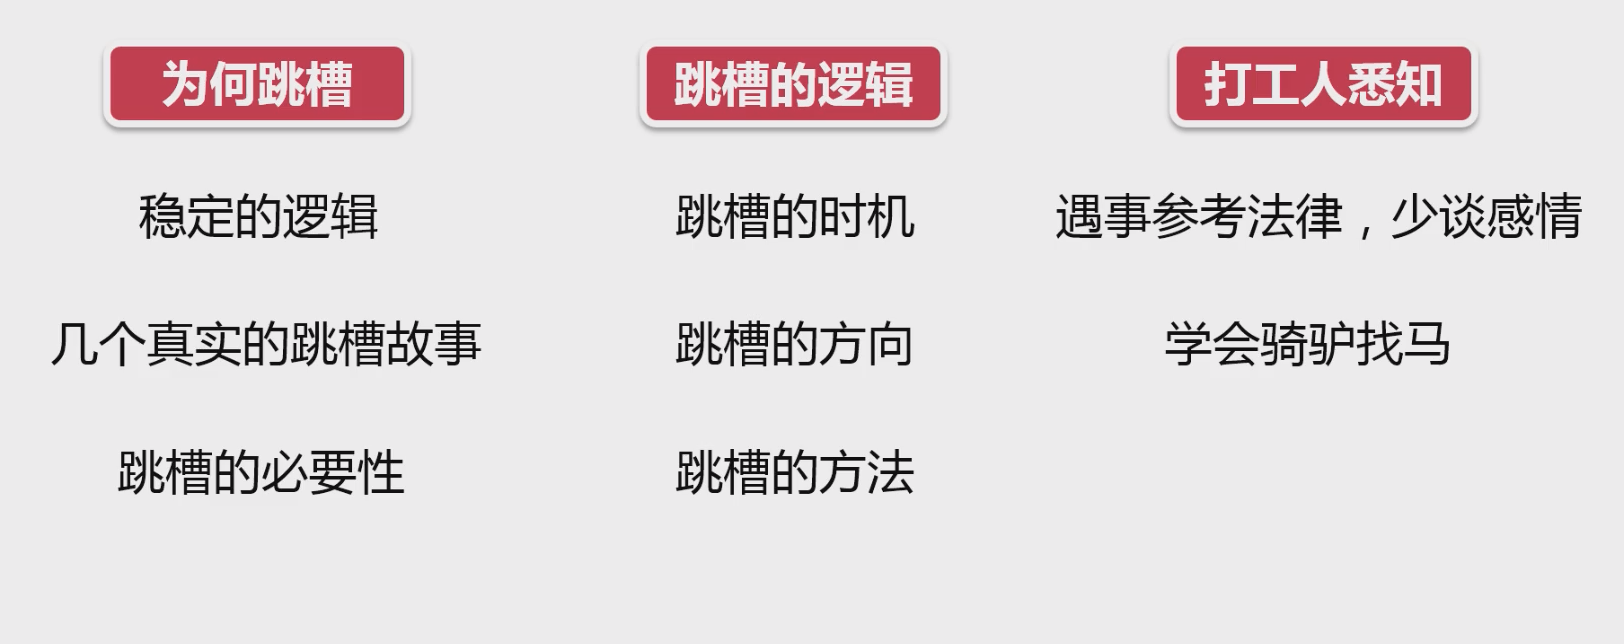 为何跳槽
稳定的逻辑
几个真实的跳槽故事
跳槽的必要性
跳槽的逻辑
跳槽的时机
跳槽的方向
跳槽的方法
打工人悉知
遇事参考法律，少谈感情
学会骑驴找马